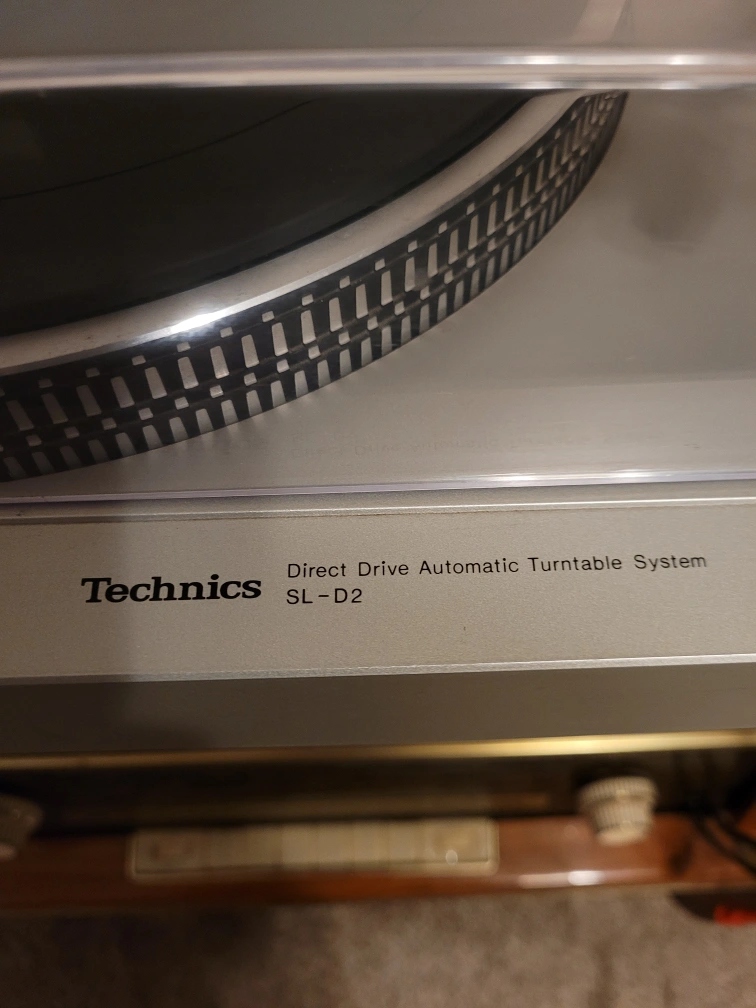 Technics
Direct Drive Automatic Turntable System
SL-D2